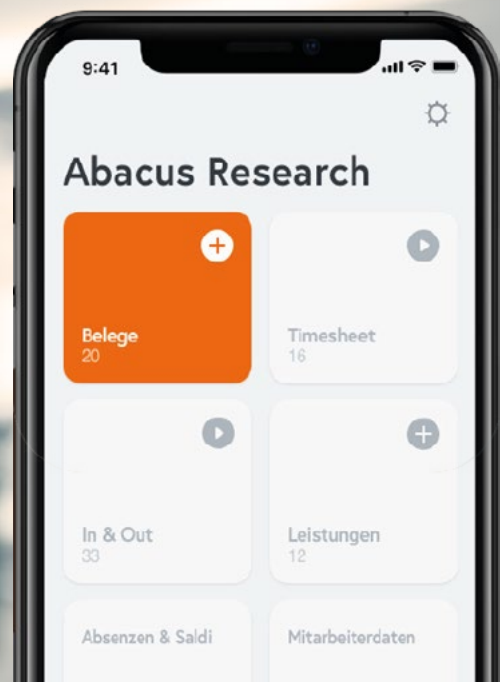 9:41
Abacus Research
Belege
20
Timesheet
16
In & Out
33
Leistungen
12
Absenzen & Saldi
Mitarbeiterdaten